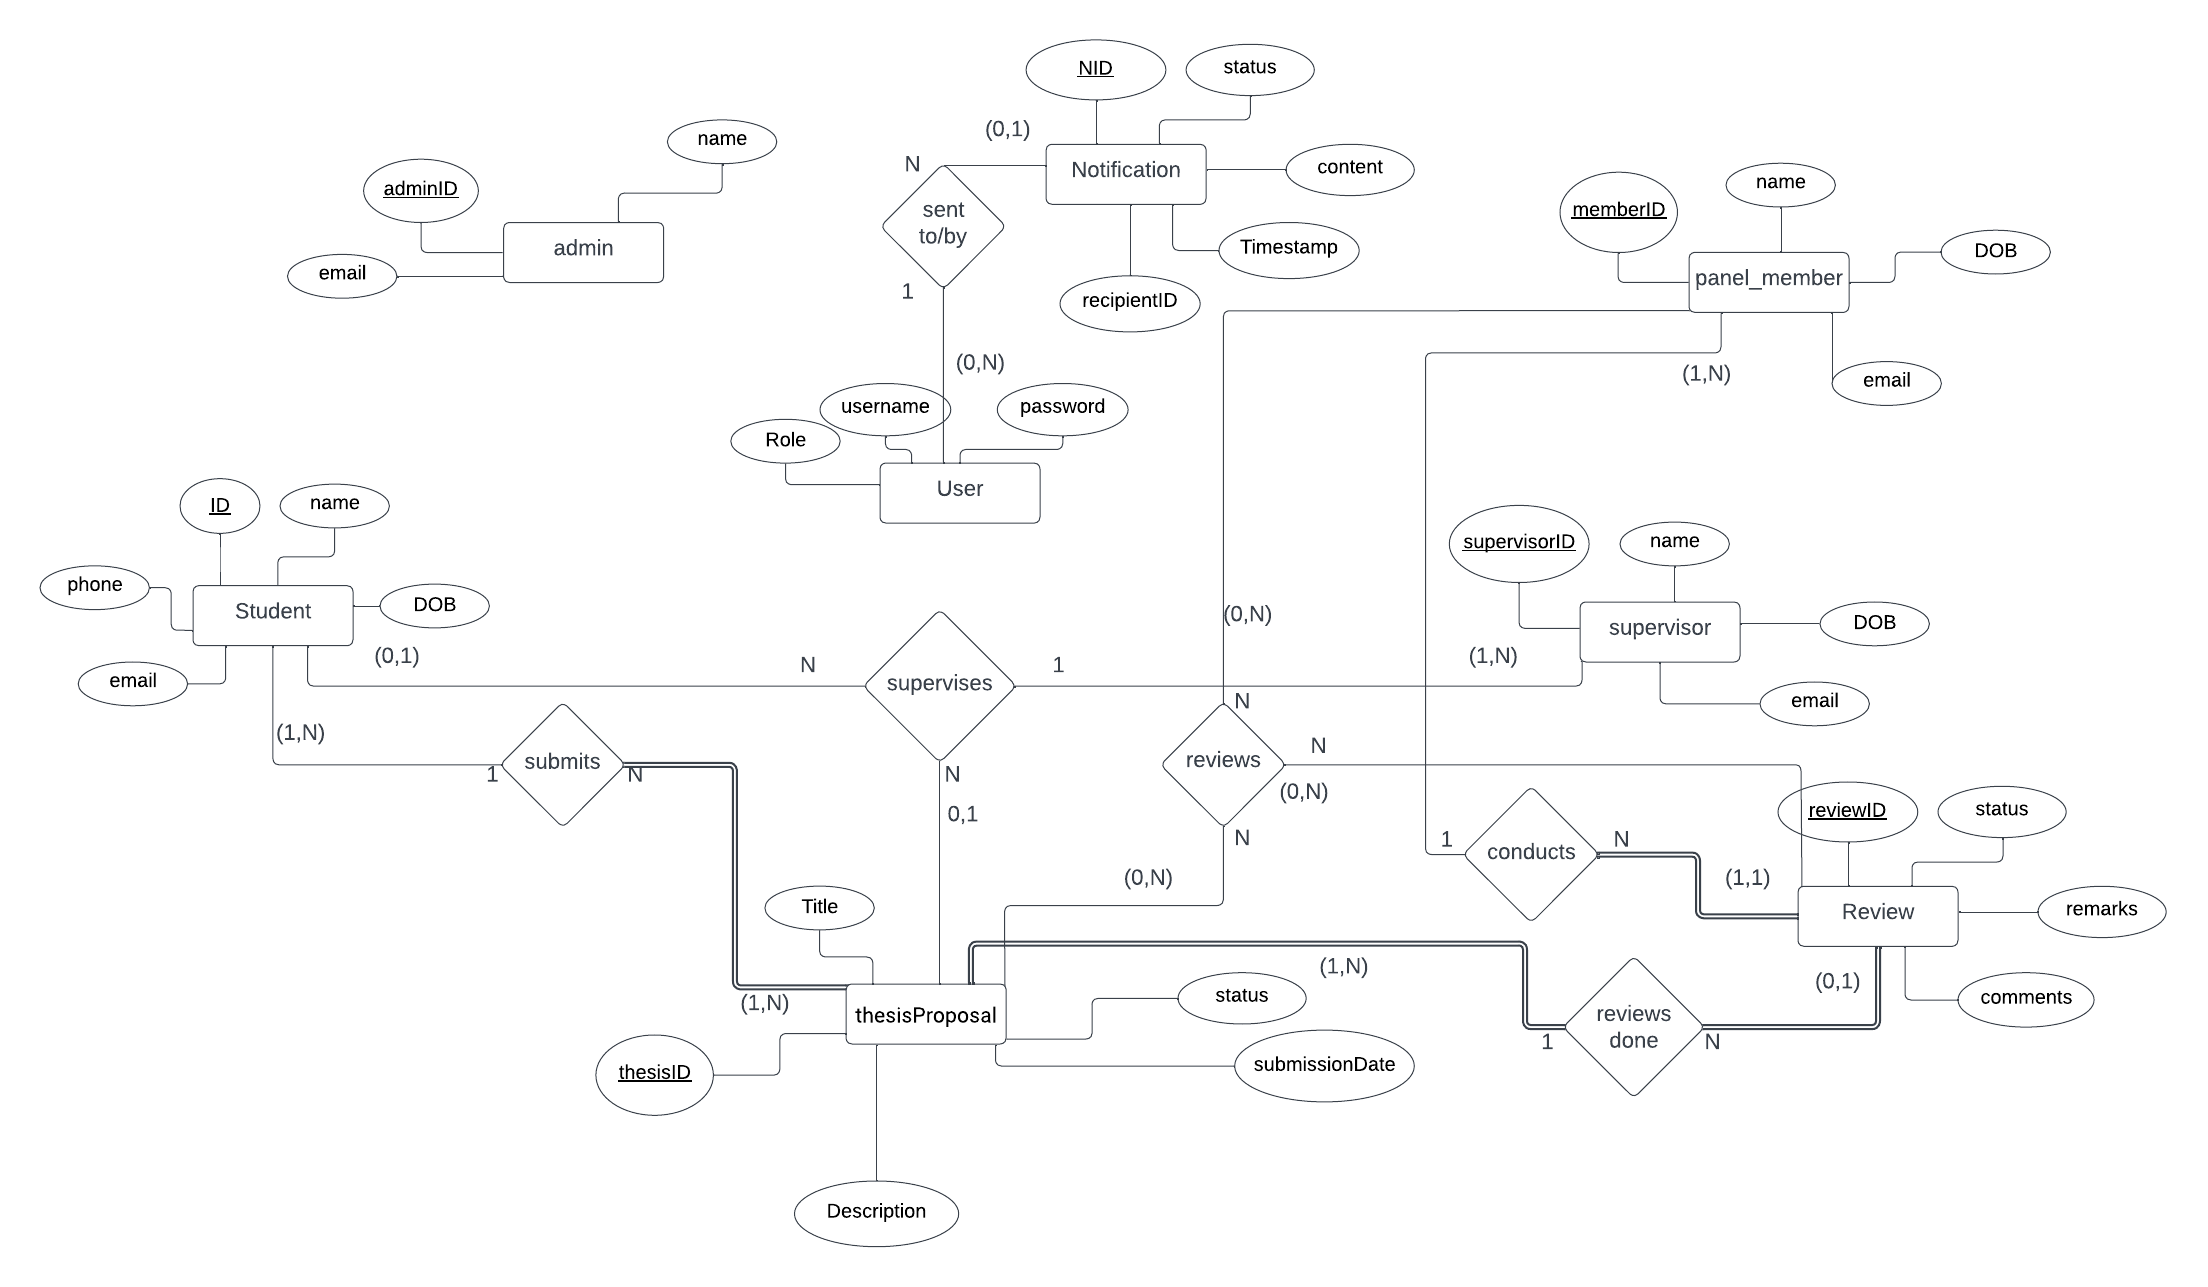 NID
status
(0,1)
name
N
Notification
content
adminID
sent
to/by
memberID
name
admin
Timestamp
DOB
email
panel_member
1
recipientID
(0,N)
(1,N)
email
username
password
Role
User
ID
name
supervisorID
name
phone
Student
DOB
(0,N)
supervisor
DOB
(0,1)
N
1
(1,N)
email
supervises
email
N
(1,N)
N
submits
reviews
1
N
N
(0,N)
0,1
reviewID
status
N
1
N
conducts
(0,N)
(1,1)
Title
Review
remarks
(1,N)
(0,1)
status
comments
(1,N)
thesisProposal
reviews
done
1
N
thesisID
submissionDate
Description